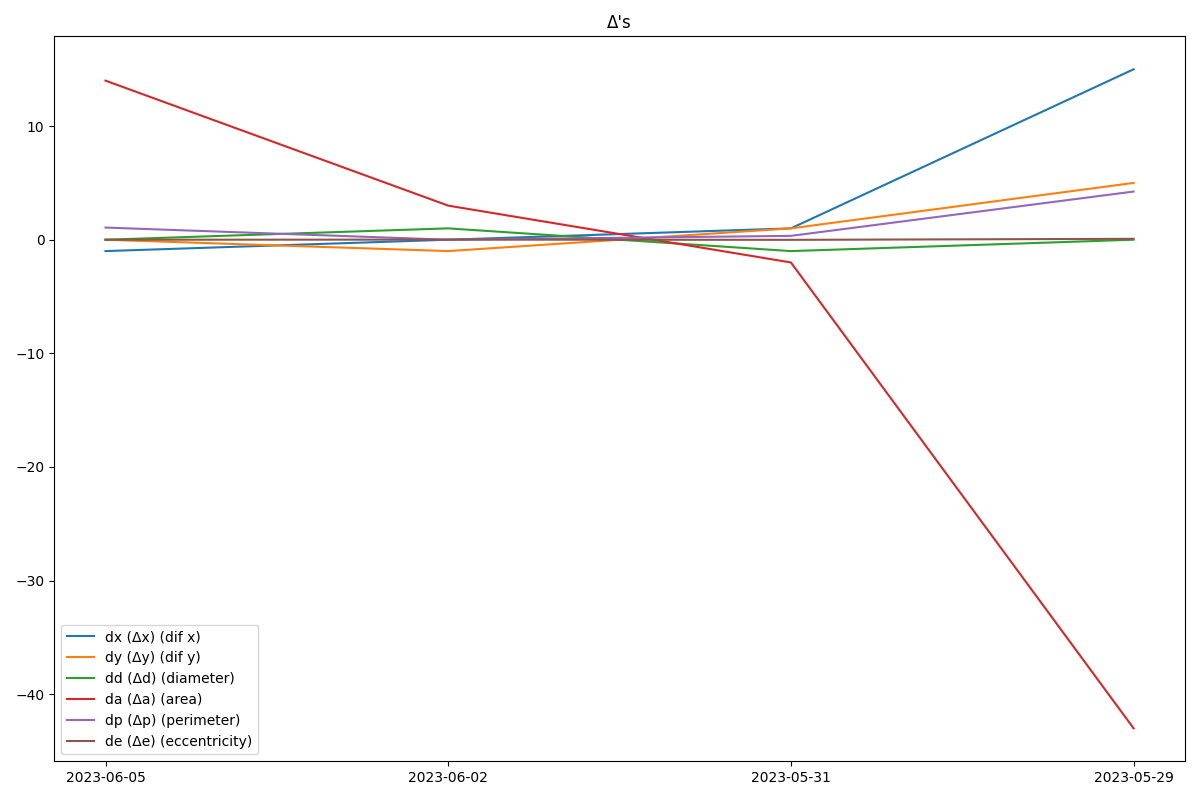 Δ's
10
0
−10
−20
−30
−40
dx (Δx) (dif x)
dy (Δy) (dif y)
dd (Δd) (diameter)
da (Δa) (area)
dp (Δp) (perimeter)
de (Δe) (eccentricity)
2023-06-05 2023-06-02 2023-05-31 2023-05-29